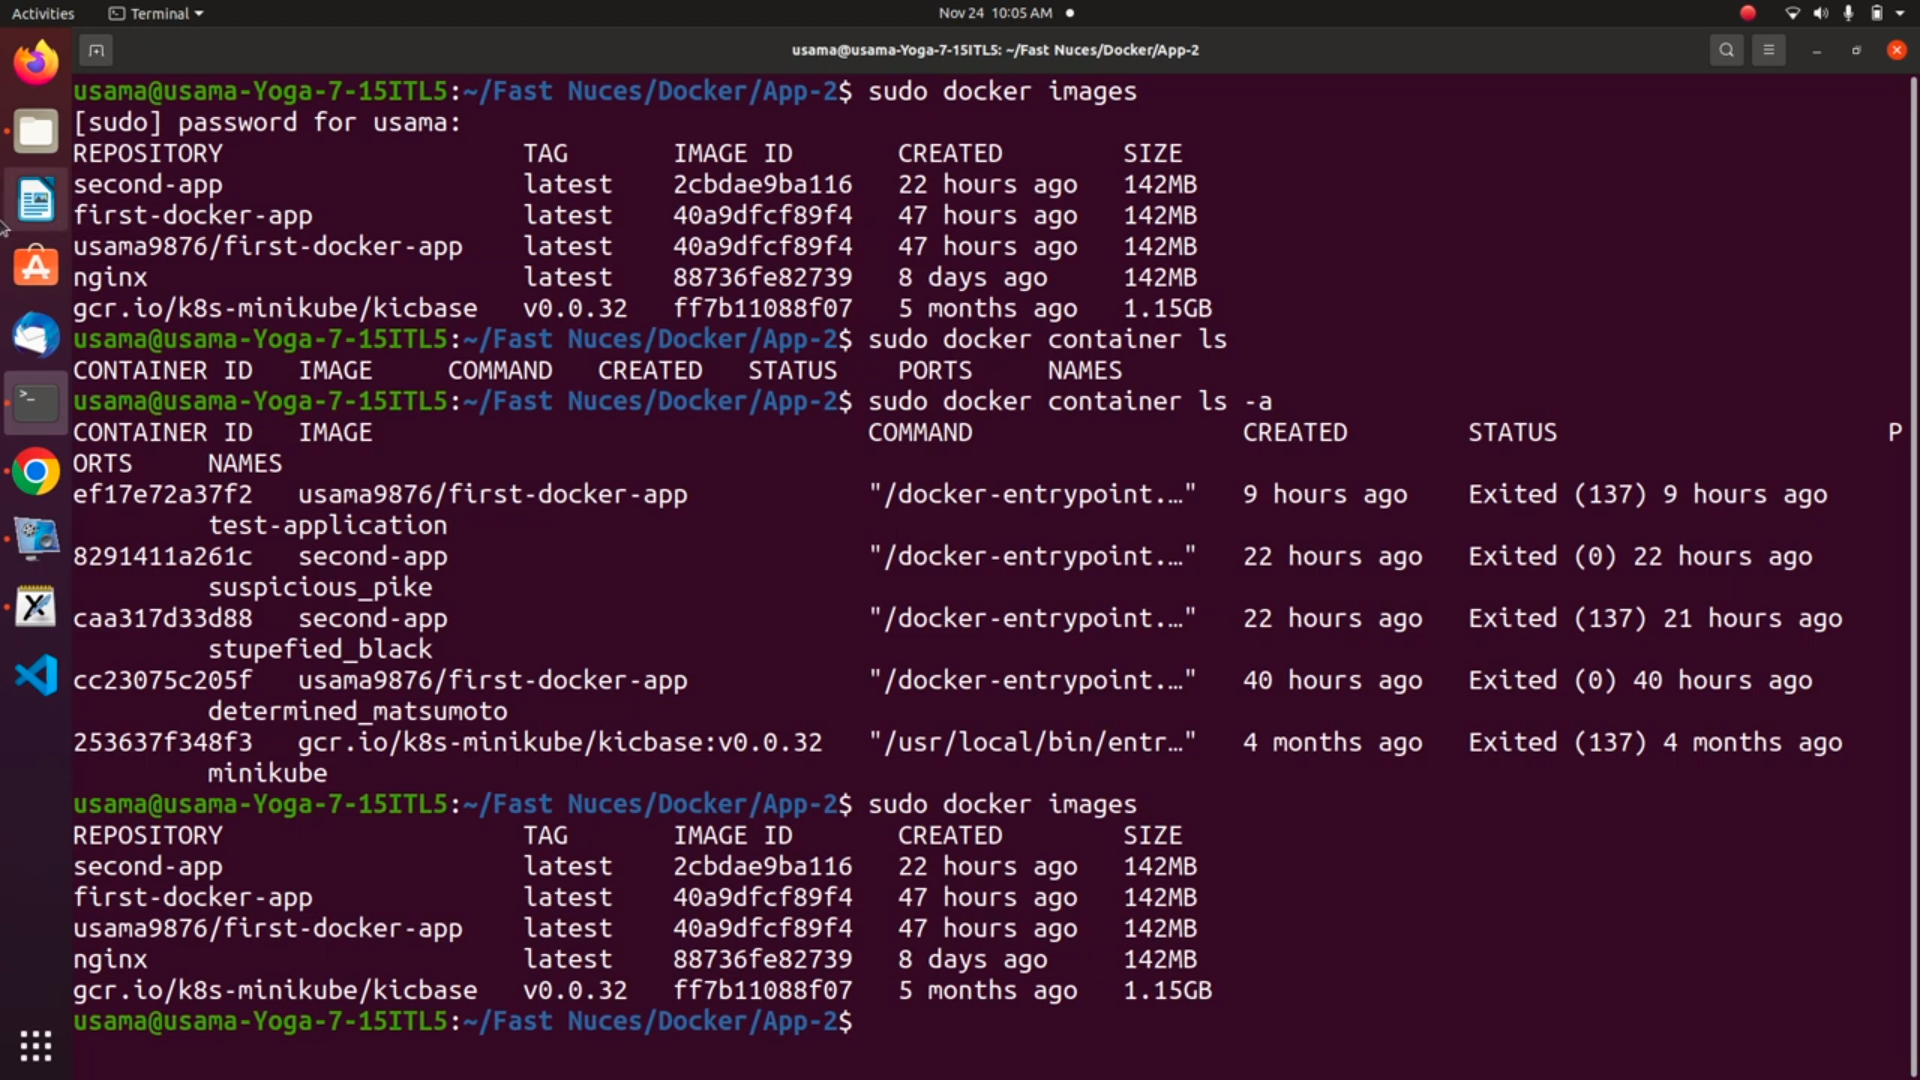 Activities Terminal Nov 24 10:05 AM
usama@usama-Yoga-7-15ITL5: ~/Fast Nuces/Docker/App-2
usama@usama-Yoga-7-15ITL5:~/Fast Nuces/Docker/App-2$ sudo docker images
[sudo] password for usama:
REPOSITORY TAG IMAGE ID CREATED SIZE
second-app latest 2cbdae9ba116 22 hours ago 142MB
first-docker-app latest 40a9dfcf89f4 47 hours ago 142MB
usama9876/first-docker-app latest 40a9dfcf89f4 47 hours ago 142MB
nginx latest 88736fe82739 8 days ago 142MB
gcr.io/k8s-minikube/kicbase v0.0.32 ff7b11088f07 5 months ago 1.15GB
usama@usama-Yoga-7-15ITL5:~/Fast Nuces/Docker/App-2$ sudo docker container ls
CONTAINER ID IMAGE COMMAND CREATED STATUS PORTS NAMES
usama@usama-Yoga-7-15ITL5:~/Fast Nuces/Docker/App-2$ sudo docker container ls -a
CONTAINER ID IMAGE COMMAND CREATED STATUS P
ORTS NAMES
ef17e72a37f2 usama9876/first-docker-app "/docker-entrypoint.…" 9 hours ago Exited (137) 9 hours ago
test-application
8291411a261c second-app "/docker-entrypoint.…" 22 hours ago Exited (0) 22 hours ago
suspicious_pike
caa317d33d88 second-app "/docker-entrypoint.…" 22 hours ago Exited (137) 21 hours ago
stupefied_black
cc23075c205f usama9876/first-docker-app "/docker-entrypoint.…" 40 hours ago Exited (0) 40 hours ago
determined_matsumoto
253637f348f3 gcr.io/k8s-minikube/kicbase:v0.0.32 "/usr/local/bin/entr…" 4 months ago Exited (137) 4 months ago
minikube
usama@usama-Yoga-7-15ITL5:~/Fast Nuces/Docker/App-2$ sudo docker images
REPOSITORY TAG IMAGE ID CREATED SIZE
second-app latest 2cbdae9ba116 22 hours ago 142MB
first-docker-app latest 40a9dfcf89f4 47 hours ago 142MB
usama9876/first-docker-app latest 40a9dfcf89f4 47 hours ago 142MB
nginx latest 88736fe82739 8 days ago 142MB
gcr.io/k8s-minikube/kicbase v0.0.32 ff7b11088f07 5 months ago 1.15GB
usama@usama-Yoga-7-15ITL5:~/Fast Nuces/Docker/App-2$